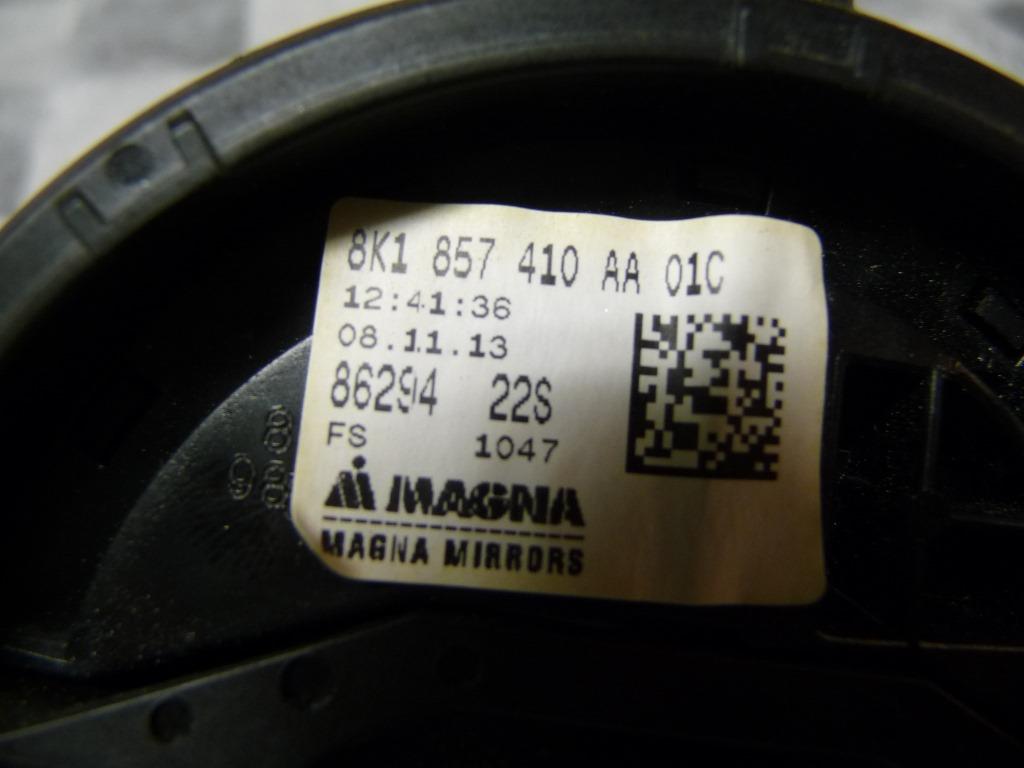 8K1 857 410 AA 01C
12:41:36
08.11.13
86294 22S
FS 1047
MAGNA
MAGNA MIRRORS